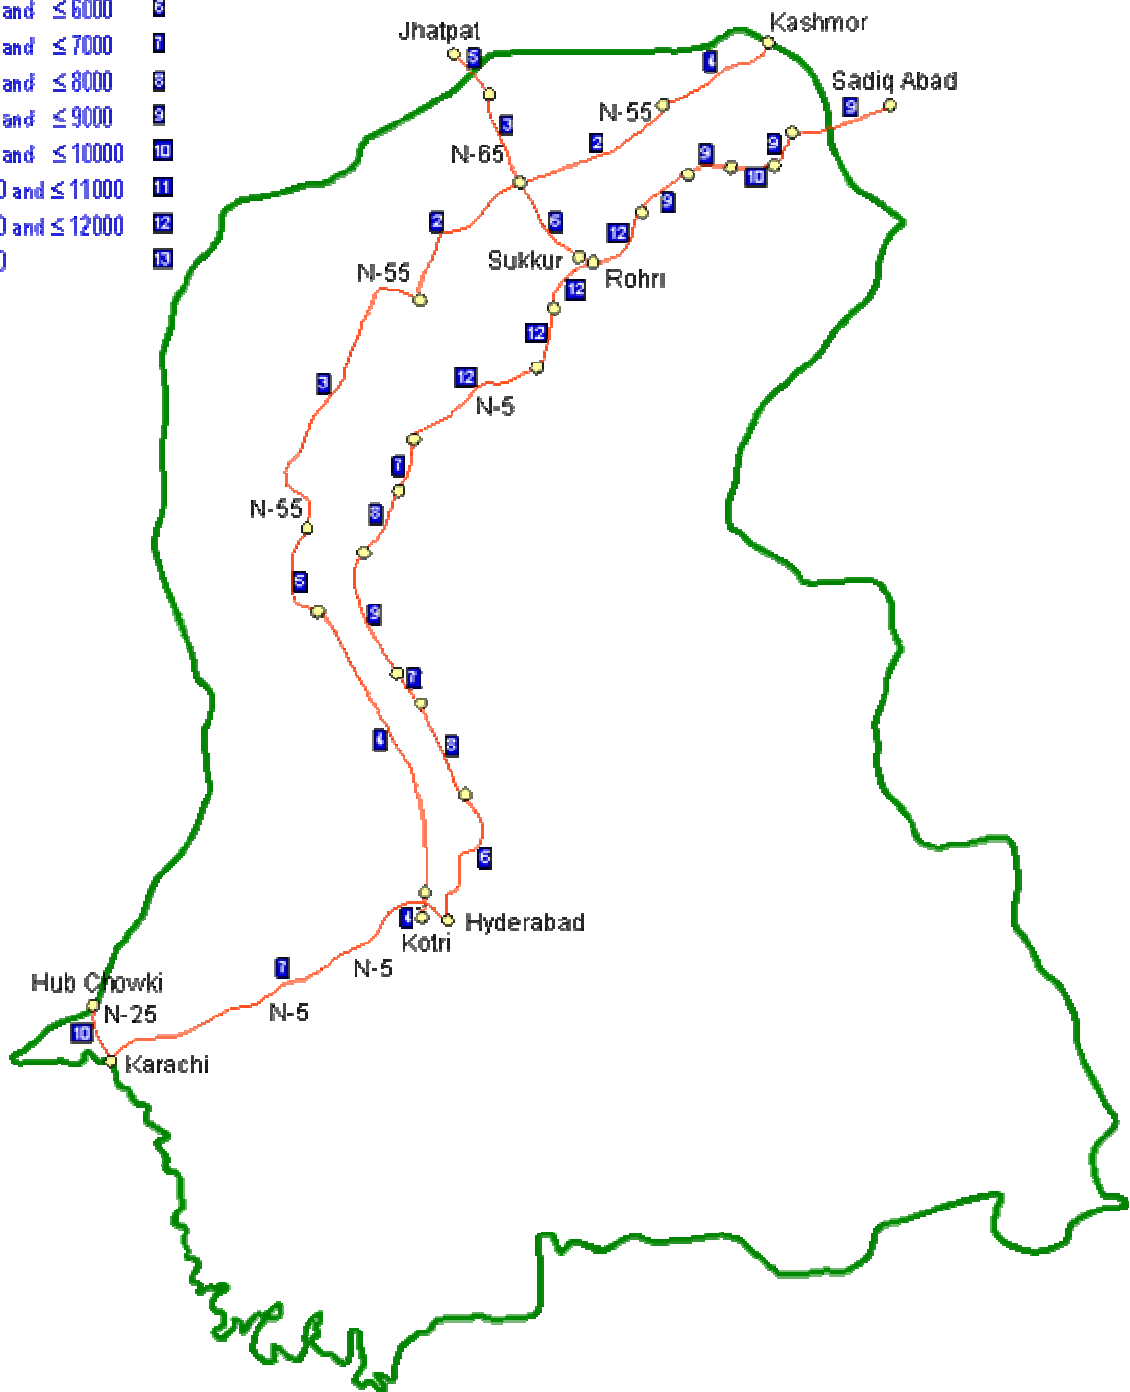 and ≤6000 6
and ≤7000 7
and ≤8000 8
and ≤9000 9
and ≤10000 10
0 and ≤11000 11
0 and ≤12000 12
0 13
Kashmor
Jhatpat
5
4
Sadiq Abad
9
N-55
3
2
9
9
N-65
10
9
2
6
12
Sukkur
Rohri
N-55
12
12
3
12
N-5
7
N-55
8
5
9
7
4
8
6
4
Hyderabad
Kotri
7
N-5
Hub Chowki
N-25
N-5
10
Karachi